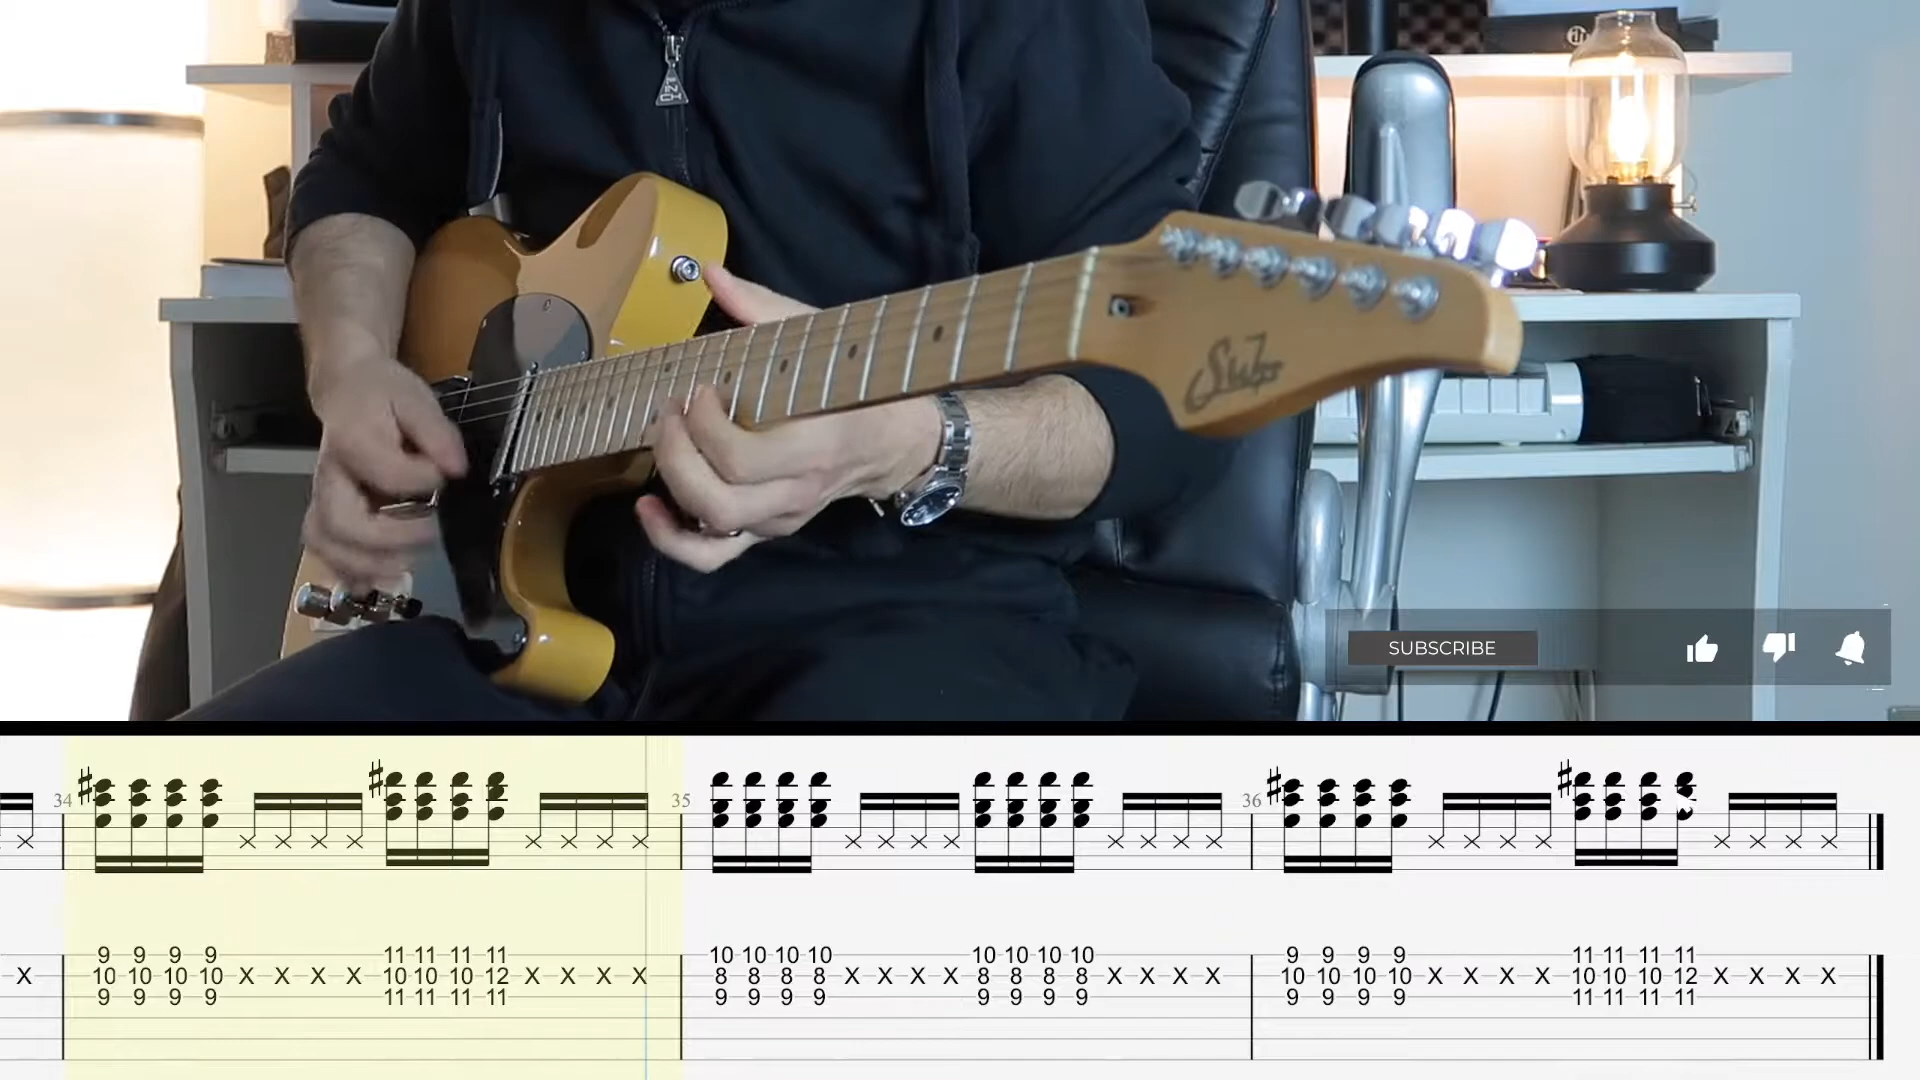 Suhr
SUBSCRIBE
34 35 36
9 9 9 9 11 11 11 11 10 10 10 10 10 10 10 10 9 9 9 9 11 11 11 11
X 10 10 10 10 X X X X 10 10 10 12 X X X X 8 8 8 8 X X X X 8 8 8 8 X X X X 10 10 10 10 X X X X 10 10 10 12 X X X X
9 9 9 9 11 11 11 11 9 9 9 9 9 9 9 9 9 9 9 9 11 11 11 11